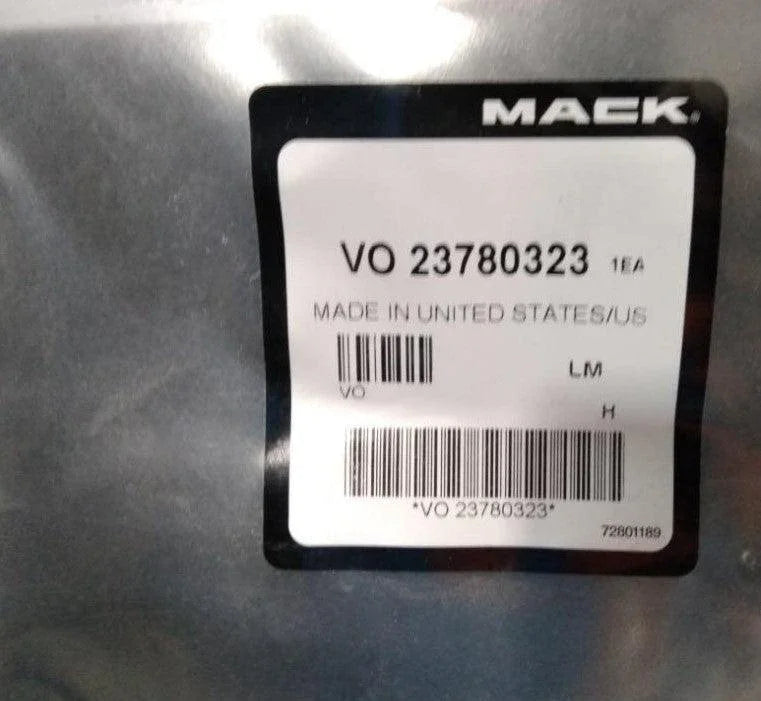 MACK
VO 23780323 1EA
MADE IN UNITED STATES/US
VO
LM
H
*VO 23780323*
72801189